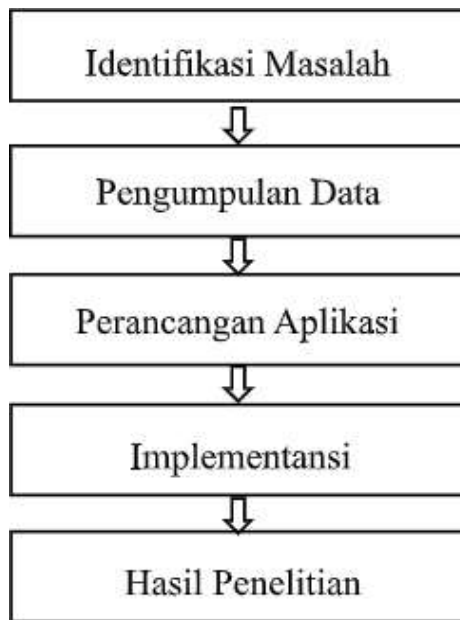 Identifikasi Masalah
Pengumpulan Data
Perancangan Aplikasi
Implementansi
Hasil Penelitian